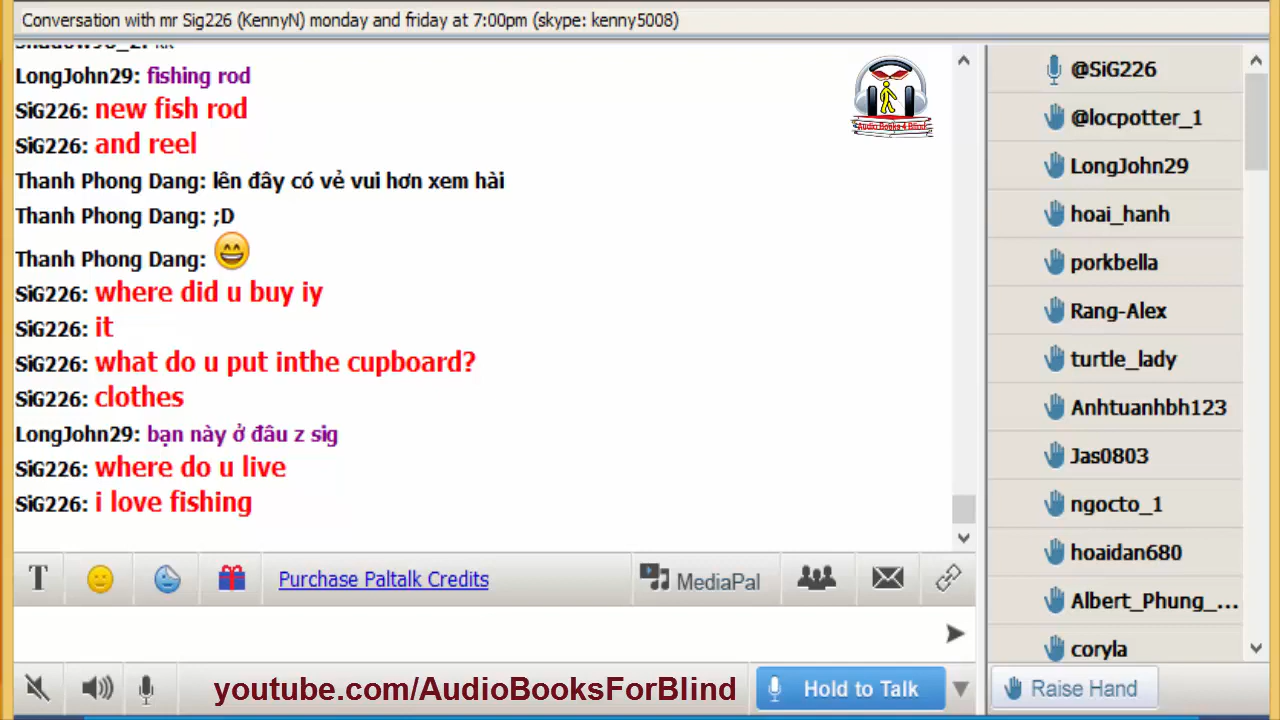 Conversation with mr Sig226 (KennyN) monday and friday at 7:00pm (skype: kenny5008)
LongJohn29: fishing rod
SiG226: new fish rod
SiG226: and reel
Thanh Phong Dang: lên đây có vẻ vui hơn xem hài
Thanh Phong Dang: ;D
Thanh Phong Dang: 😄
SiG226: where did u buy iy
SiG226: it
SiG226: what do u put inthe cupboard?
SiG226: clothes
LongJohn29: bạn này ở đâu z sig
SiG226: where do u live
SiG226: i love fishing
Audio Books 4 Blind
@SiG226
@locpotter_1
LongJohn29
hoai_hanh
porkbella
Rang-Alex
turtle_lady
Anhtuanhbh123
Jas0803
ngocto_1
hoaidan680
Albert_Phung_...
coryla
T
Purchase Paltalk Credits
MediaPal
youtube.com/AudioBooksForBlind
Hold to Talk
Raise Hand